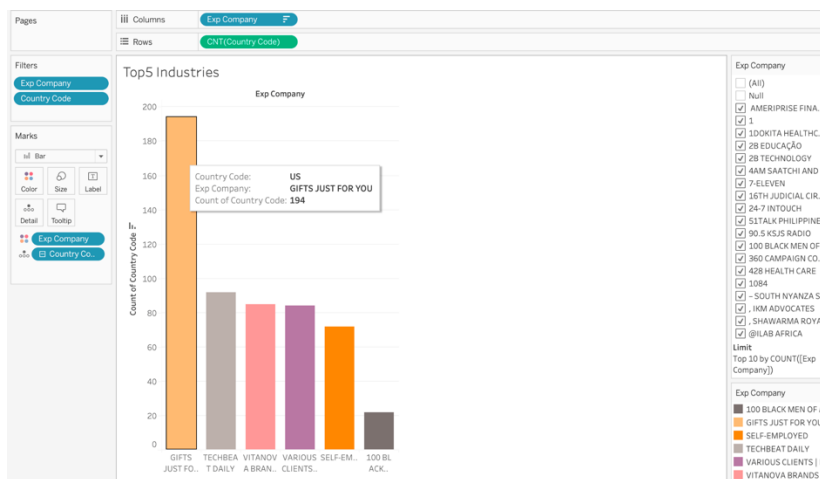 Pages
Columns
Exp Company
Rows
CNT(Country Code)
Filters
Exp Company
Country Code
Marks
Bar
Color
Size
Label
Detail
Tooltip
Exp Company
Country Co..
Top5 Industries
Exp Company
Count of Country Code
200
180
160
140
120
100
80
60
40
20
0
Country Code: US
Exp Company: GIFTS JUST FOR YOU
Count of Country Code: 194
GIFTS JUST FO..
TECHBEA T DAILY
VITANOV A BRAN..
VARIOUS CLIENTS..
SELF-EM..
100 BL ACK..
Exp Company
(All)
Null
AMERIPRISE FINA..
1
1DOKITA HEALTHC..
2B EDUCAÇÃO
2B TECHNOLOGY
4AM SAATCHI AND
7-ELEVEN
16TH JUDICIAL CIR..
24-7 INTOUCH
51TALK PHILIPPINE
90.5 KSJS RADIO
100 BLACK MEN OF
360 CAMPAIGN CO..
428 HEALTH CARE
1084
– SOUTH NYANZA S
, IKM ADVOCATES
, SHAWARMA ROYA
@ILAB AFRICA
Limit
Top 10 by COUNT([Exp
Company])
Exp Company
100 BLACK MEN OF
GIFTS JUST FOR YOU
SELF-EMPLOYED
TECHBEAT DAILY
VARIOUS CLIENTS |
VITANOVA BRANDS